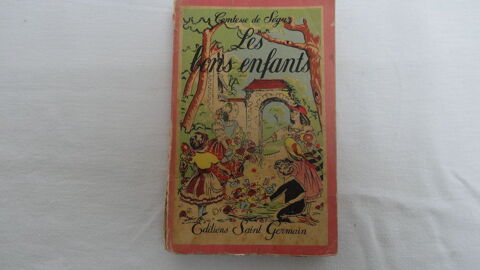 Comtesse de Ségur
Les
bons enfants
Editions Saint Germain